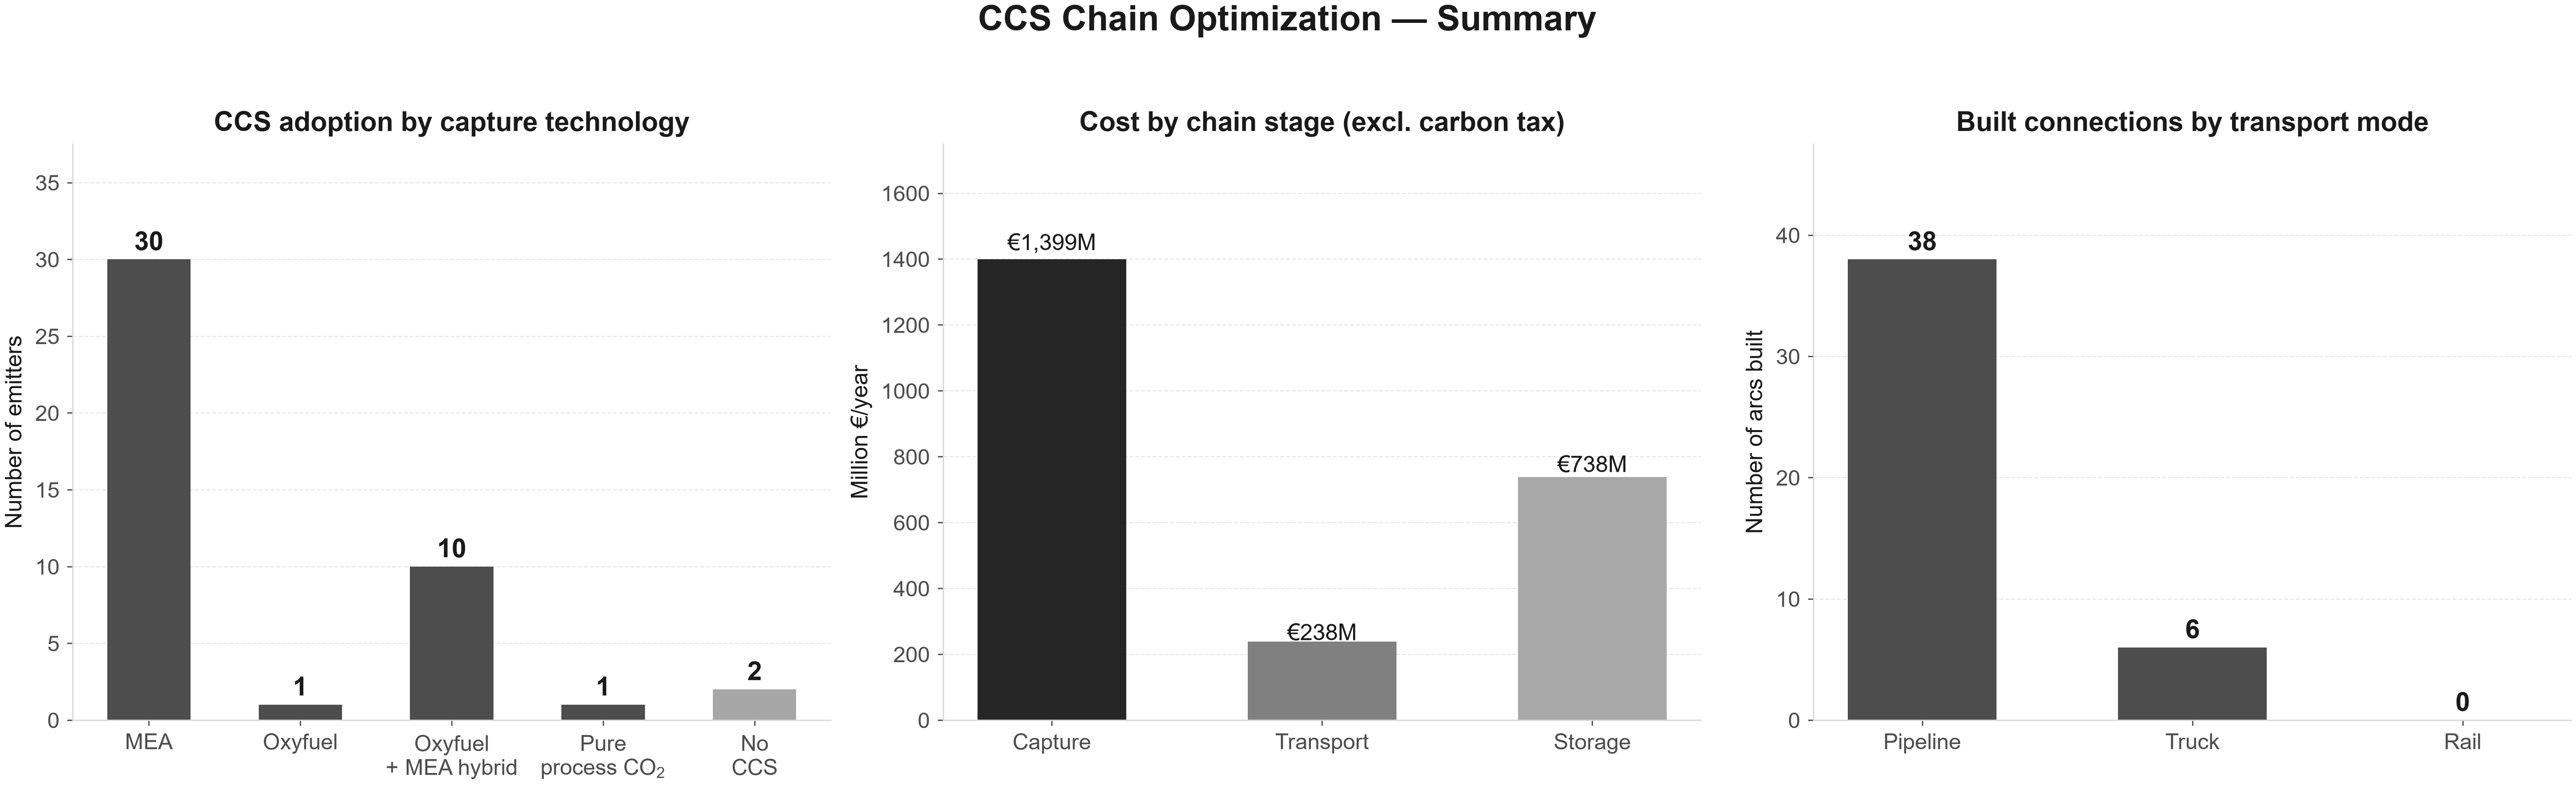 CCS Chain Optimization — Summary
CCS adoption by capture technology
Number of emitters
35
30
25
20
15
10
5
0
30
1
10
1
2
MEA
Oxyfuel
Oxyfuel
+ MEA hybrid
Pure
process CO₂
No
CCS
Cost by chain stage (excl. carbon tax)
Million €/year
1600
1400
1200
1000
800
600
400
200
0
€1,399M
€238M
€738M
Capture
Transport
Storage
Built connections by transport mode
Number of arcs built
40
30
20
10
0
38
6
0
Pipeline
Truck
Rail